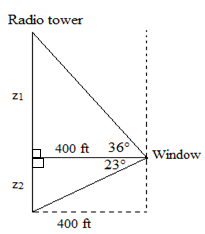 Radio tower
z1
400 ft 36°
Window
23°
z2
400 ft